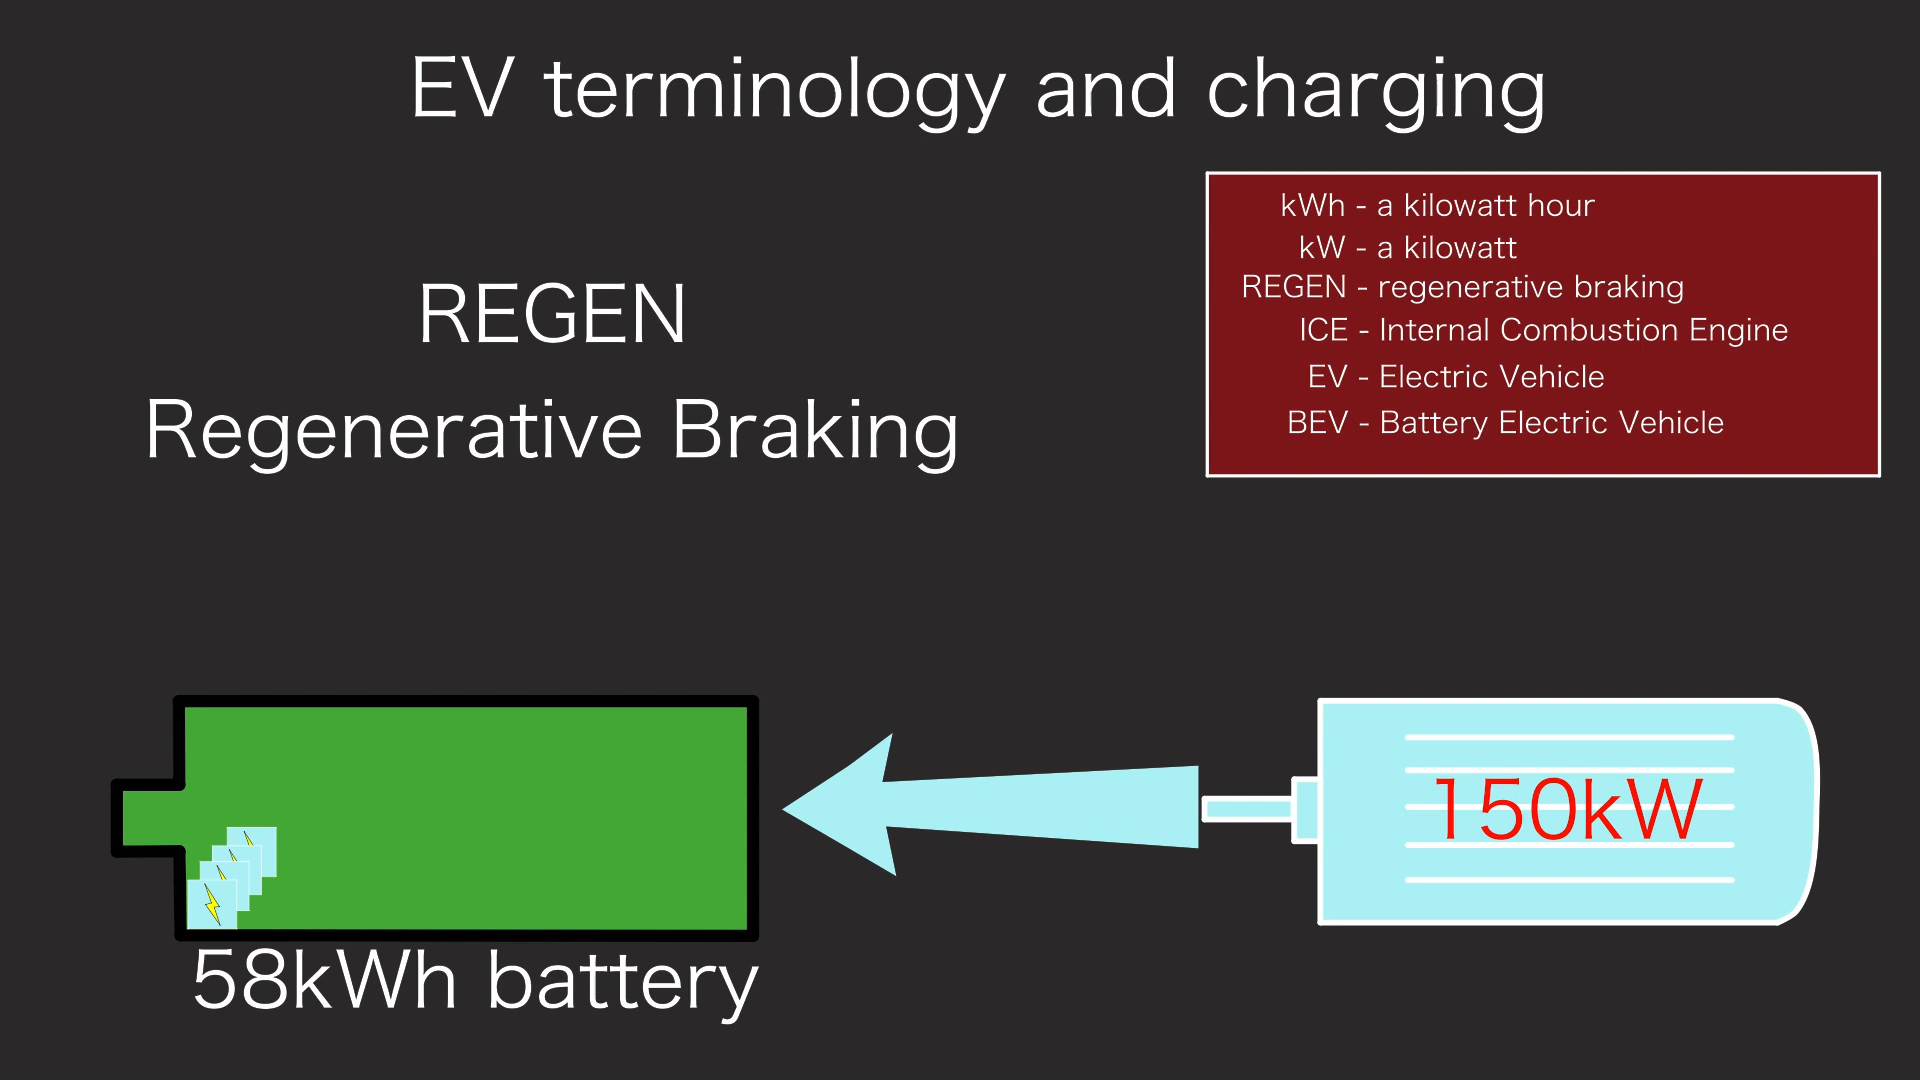 EV terminology and charging
REGEN
Regenerative Braking
kWh - a kilowatt hour
kW - a kilowatt
REGEN - regenerative braking
ICE - Internal Combustion Engine
EV - Electric Vehicle
BEV - Battery Electric Vehicle
150kW
58kWh battery